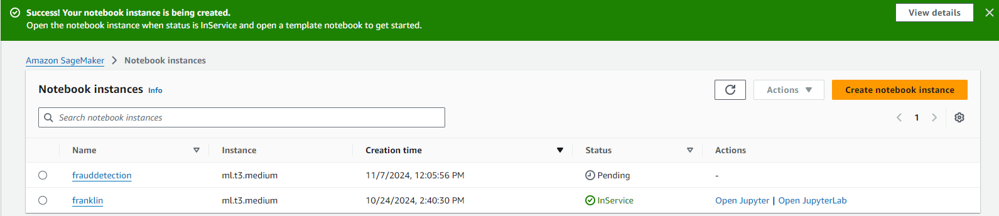 Success! Your notebook instance is being created.
Open the notebook instance when status is InService and open a template notebook to get started.
View details
Amazon SageMaker > Notebook instances
Notebook instances Info
Actions
Create notebook instance
Search notebook instances
1
Name Instance Creation time Status Actions
frauddetection ml.t3.medium 11/7/2024, 12:05:56 PM Pending -
franklin ml.t3.medium 10/24/2024, 2:40:30 PM InService Open Jupyter | Open JupyterLab